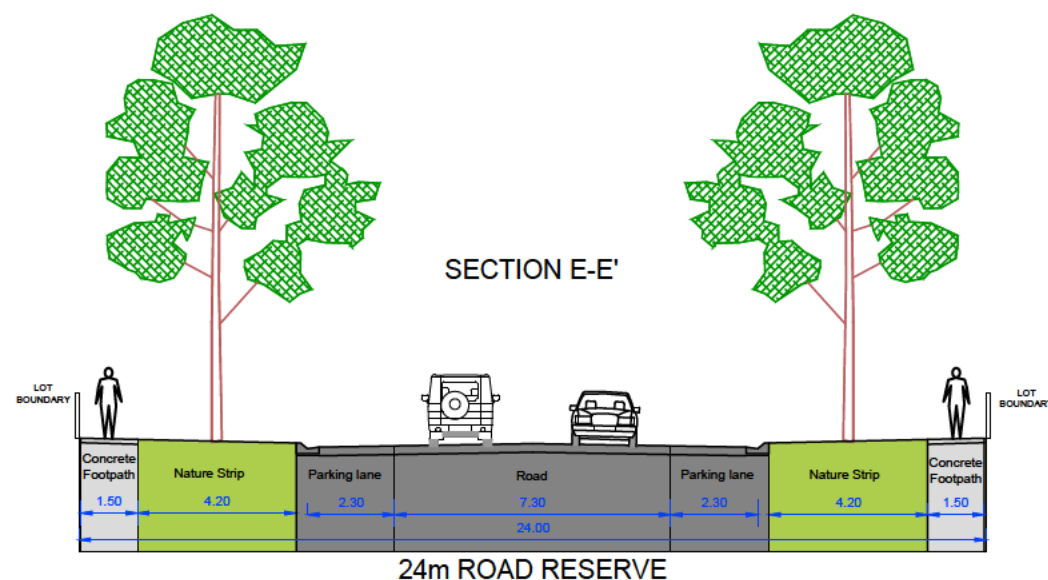 SECTION E-E'
LOT
BOUNDARY
LOT
BOUNDARY
Concrete
Footpath
Nature Strip
Parking lane
Road
Parking lane
Nature Strip
Concrete
Footpath
1.50
4.20
2.30
7.30
2.30
4.20
1.50
24.00
24m ROAD RESERVE